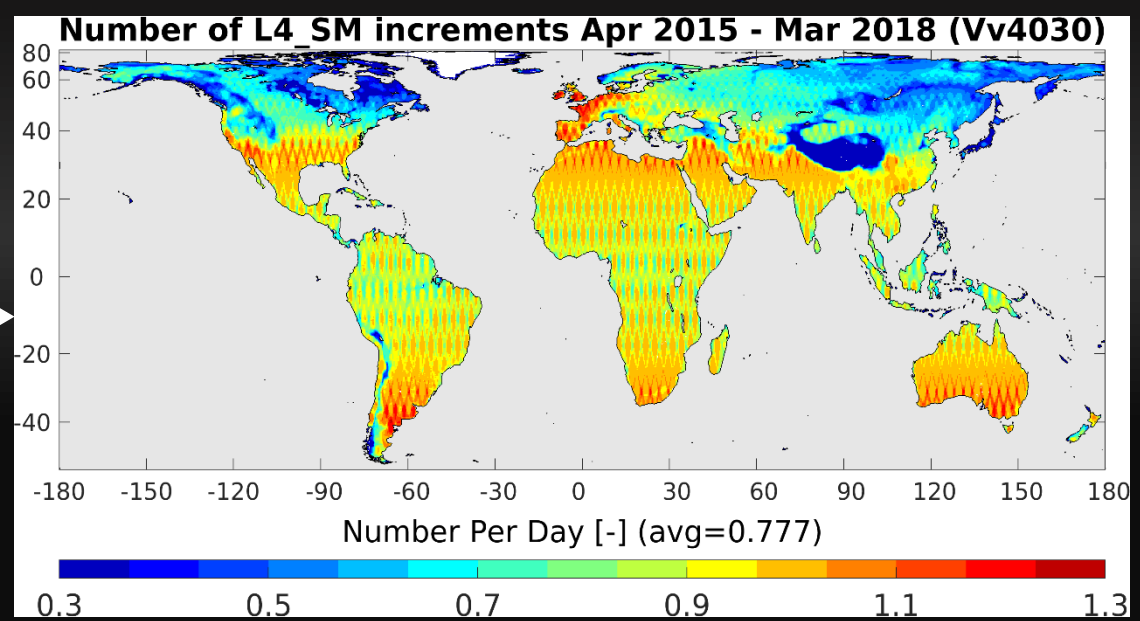 Number of L4_SM increments Apr 2015 - Mar 2018 (Vv4030)
80
60
40
20
0
-20
-40
-180 -150 -120 -90 -60 -30 0 30 60 90 120 150 180
Number Per Day [-] (avg=0.777)
0.3 0.5 0.7 0.9 1.1 1.3